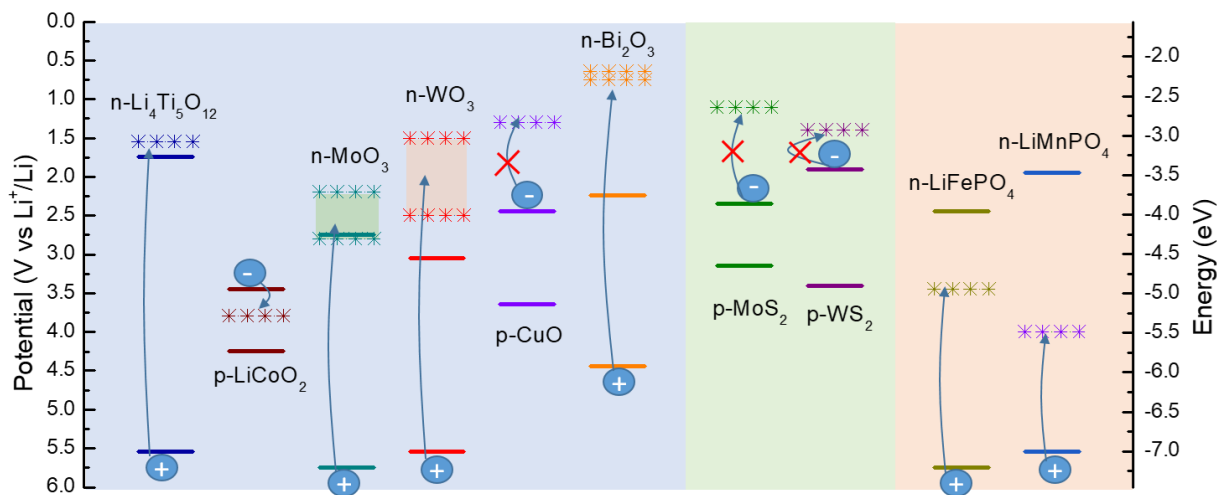 Potential (V vs Li⁺/Li)
0.0
0.5
1.0
1.5
2.0
2.5
3.0
3.5
4.0
4.5
5.0
5.5
6.0
n-Li₄Ti₅O₁₂
p-LiCoO₂
n-MoO₃
n-WO₃
p-CuO
n-Bi₂O₃
p-MoS₂
p-WS₂
n-LiFePO₄
n-LiMnPO₄
+
-
+
+
-
+
-
-
+
+
-2.0
-2.5
-3.0
-3.5
-4.0
-4.5
-5.0
-5.5
-6.0
-6.5
-7.0
Energy (eV)